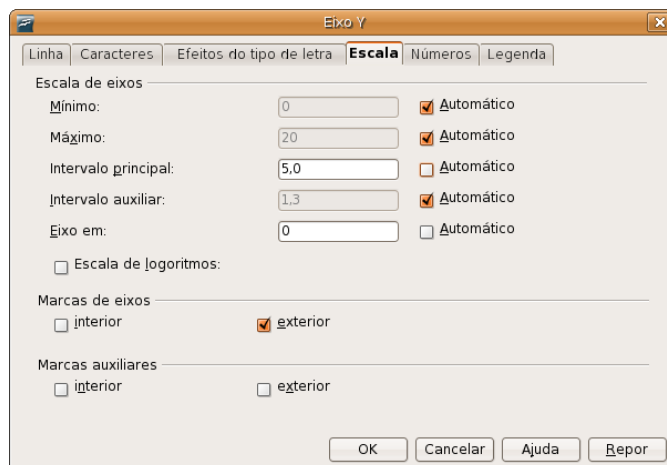 Eixo Y
Linha Caracteres Efeitos do tipo de letra Escala Números Legenda
Escala de eixos
Mínimo: 0 Automático
Máximo: 20 Automático
Intervalo principal: 5,0 Automático
Intervalo auxiliar: 1,3 Automático
Eixo em: 0 Automático
Escala de logoritmos:
Marcas de eixos
interior exterior
Marcas auxiliares
interior exterior
OK Cancelar Ajuda Repor